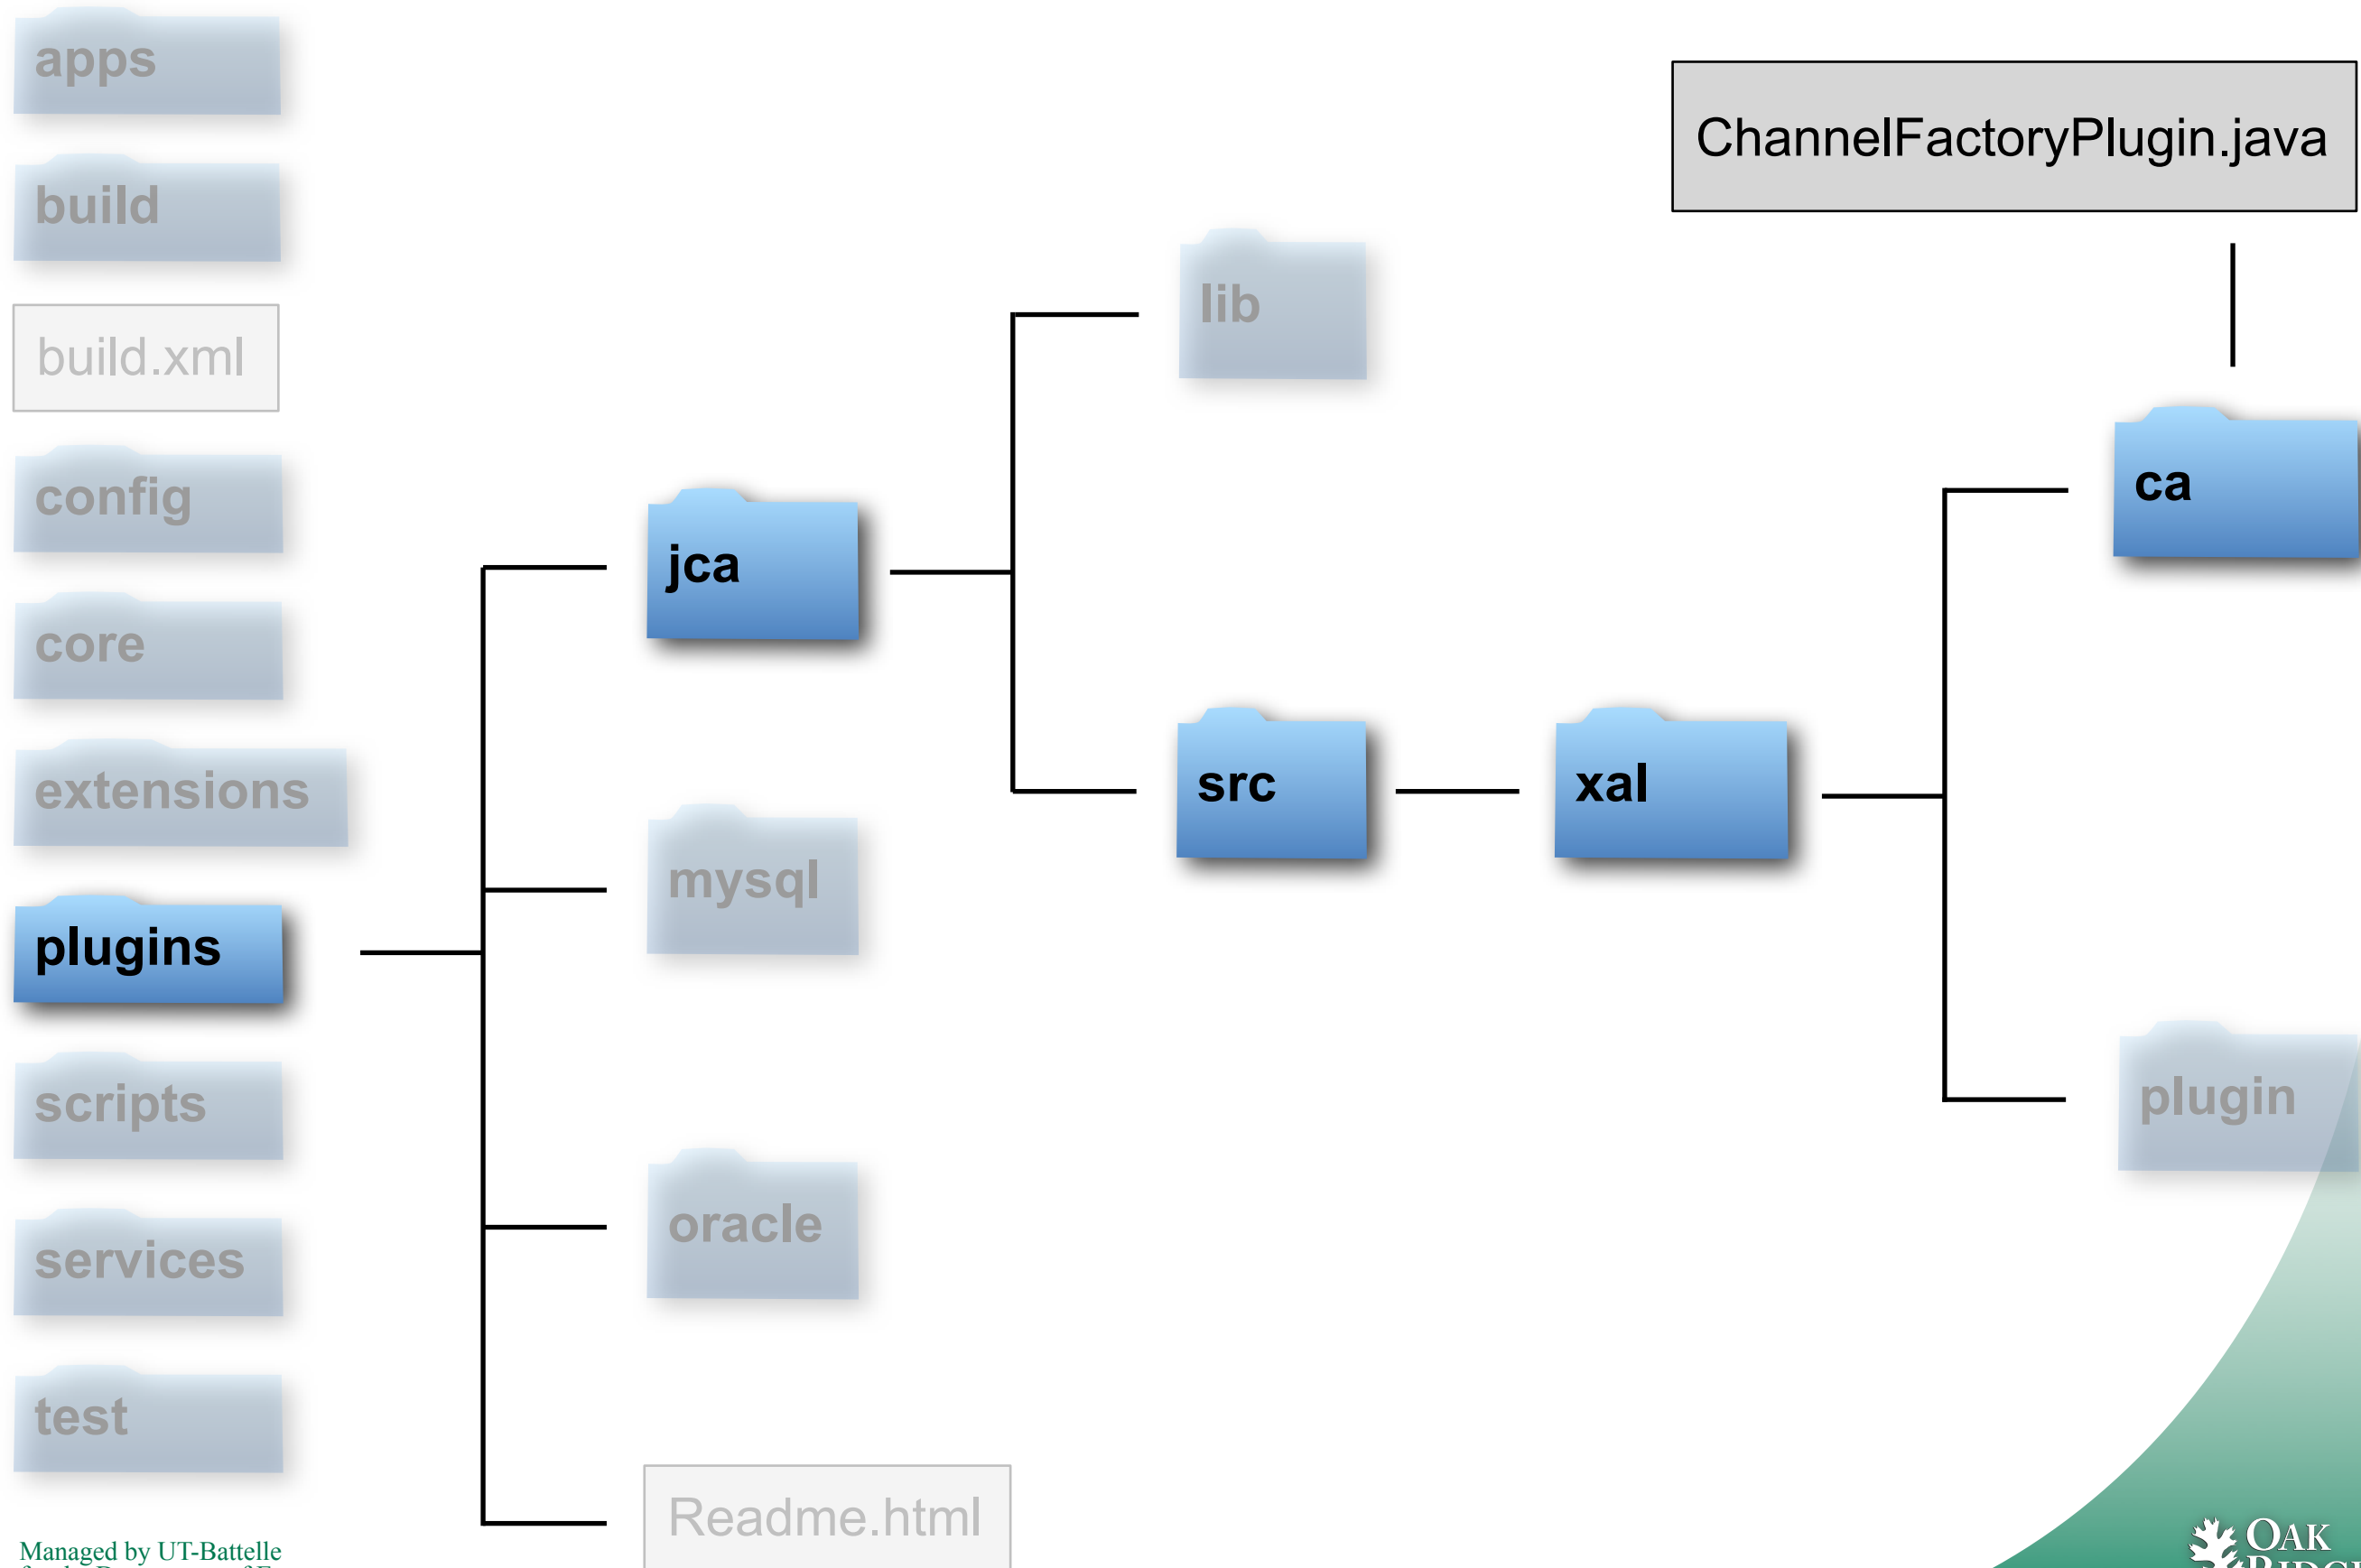 apps
build
build.xml
config
core
extensions
plugins
scripts
services
test
jca
mysql
oracle
Readme.html
lib
src
xal
ChannelFactoryPlugin.java
ca
plugin
Managed by UT-Battelle
OAK